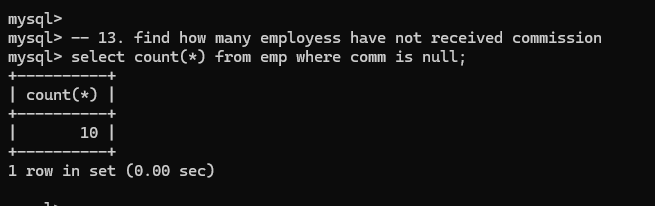 mysql>
mysql> -- 13. find how many employess have not received commission
mysql> select count(*) from emp where comm is null;
+----------+
| count(*) |
+----------+
|       10 |
+----------+
1 row in set (0.00 sec)